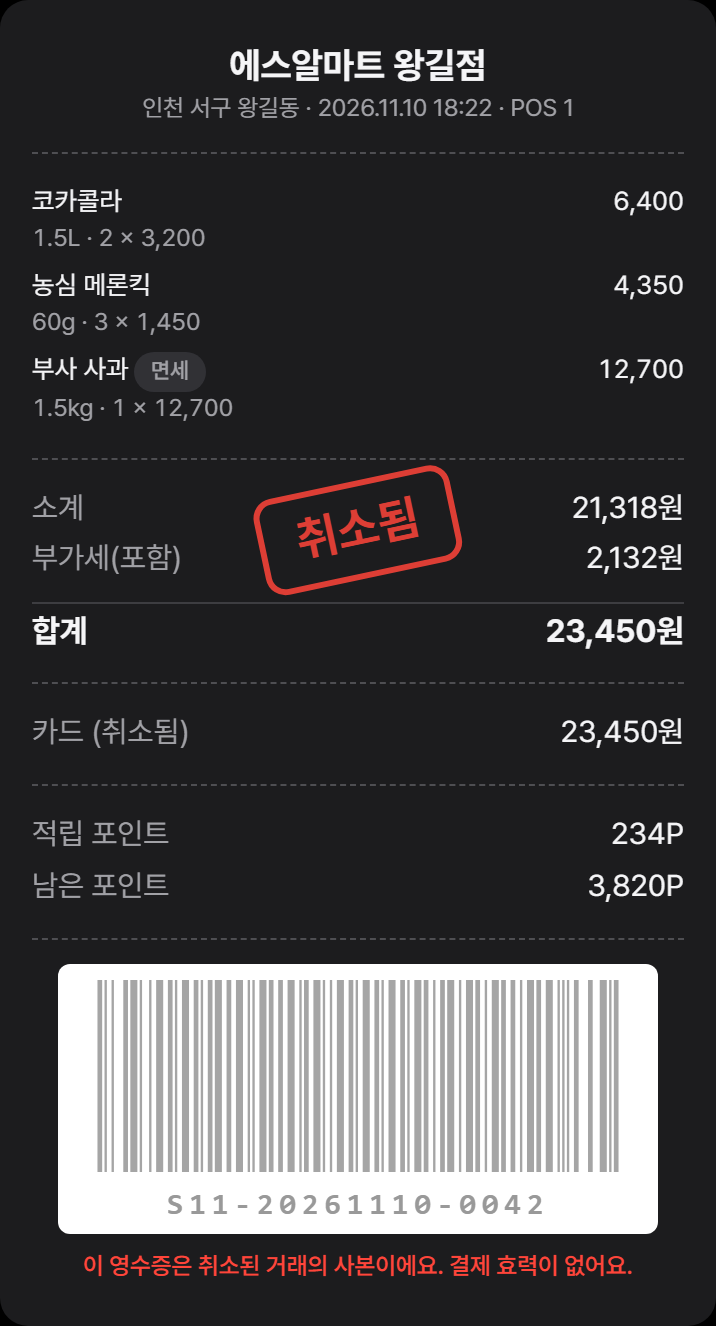 에스알마트 왕길점
인천 서구 왕길동 · 2026.11.10 18:22 · POS 1
코카콜라 6,400
1.5L · 2 × 3,200
농심 메론킥 4,350
60g · 3 × 1,450
부사 사과 면세 12,700
1.5kg · 1 × 12,700
소계 21,318원
취소됨
부가세(포함) 2,132원
합계 23,450원
카드 (취소됨) 23,450원
적립 포인트 234P
남은 포인트 3,820P
S11-20261110-0042
이 영수증은 취소된 거래의 사본이에요. 결제 효력이 없어요.